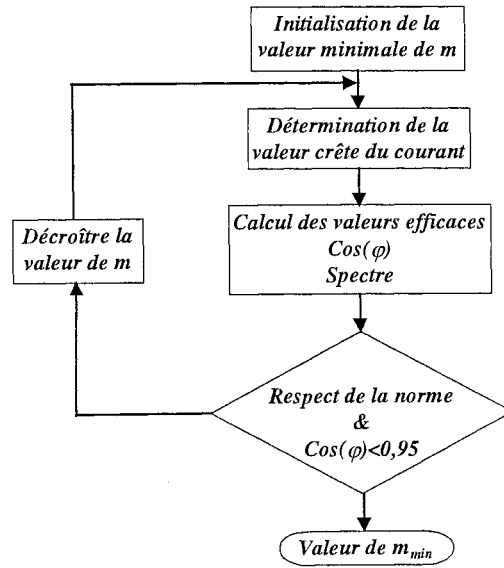 Initialisation de la
valeur minimale de m
Détermination de la
valeur crête du courant
Calcul des valeurs efficaces
Cos(φ)
Spectre
Décroître la
valeur de m
Respect de la norme
&
Cos(φ)<0,95
Valeur de m_min